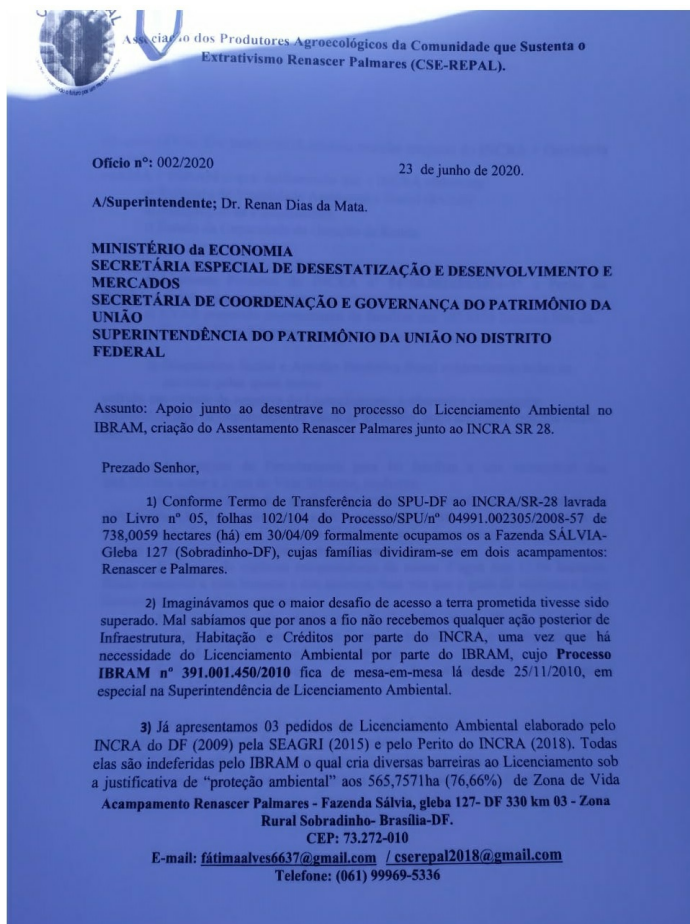 Associação dos Produtores Agroecológicos da Comunidade que Sustenta o
Extrativismo Renascer Palmares (CSE-REPAL).
Ofício nº: 002/2020
23 de junho de 2020.
A/Superintendente; Dr. Renan Dias da Mata.
MINISTÉRIO da ECONOMIA
SECRETÁRIA ESPECIAL DE DESESTATIZAÇÃO E DESENVOLVIMENTO E
MERCADOS
SECRETÁRIA DE COORDENAÇÃO E GOVERNANÇA DO PATRIMÔNIO DA
UNIÃO
SUPERINTENDÊNCIA DO PATRIMÔNIO DA UNIÃO NO DISTRITO
FEDERAL
Assunto: Apoio junto ao desentrave no processo do Licenciamento Ambiental no
IBRAM, criação do Assentamento Renascer Palmares junto ao INCRA SR 28.
Prezado Senhor,
1) Conforme Termo de Transferência do SPU-DF ao INCRA/SR-28 lavrada
no Livro nº 05, folhas 102/104 do Processo/SPU/nº 04991.002305/2008-57 de
738,0059 hectares (há) em 30/04/09 formalmente ocupamos os a Fazenda SÁLVIA-
Gleba 127 (Sobradinho-DF), cujas famílias dividiram-se em dois acampamentos:
Renascer e Palmares.
2) Imaginávamos que o maior desafio de acesso a terra prometida tivesse sido
superado. Mal sabíamos que por anos a fio não recebemos qualquer ação posterior de
Infraestrutura, Habitação e Créditos por parte do INCRA, uma vez que há
necessidade do Licenciamento Ambiental por parte do IBRAM, cujo Processo
IBRAM nº 391.001.450/2010 fica de mesa-em-mesa lá desde 25/11/2010, em
especial na Superintendência de Licenciamento Ambiental.
3) Já apresentamos 03 pedidos de Licenciamento Ambiental elaborado pelo
INCRA do DF (2009) pela SEAGRI (2015) e pelo Perito do INCRA (2018). Todas
elas são indeferidas pelo IBRAM o qual cria diversas barreiras ao Licenciamento sob
a justificativa de “proteção ambiental” aos 565,7571ha (76,66%) de Zona de Vida
Acampamento Renascer Palmares - Fazenda Sálvia, gleba 127- DF 330 km 03 - Zona
Rural Sobradinho- Brasília-DF.
CEP: 73.272-010
E-mail: fátimaalves6637@gmail.com / cserepal2018@gmail.com
Telefone: (061) 99969-5336